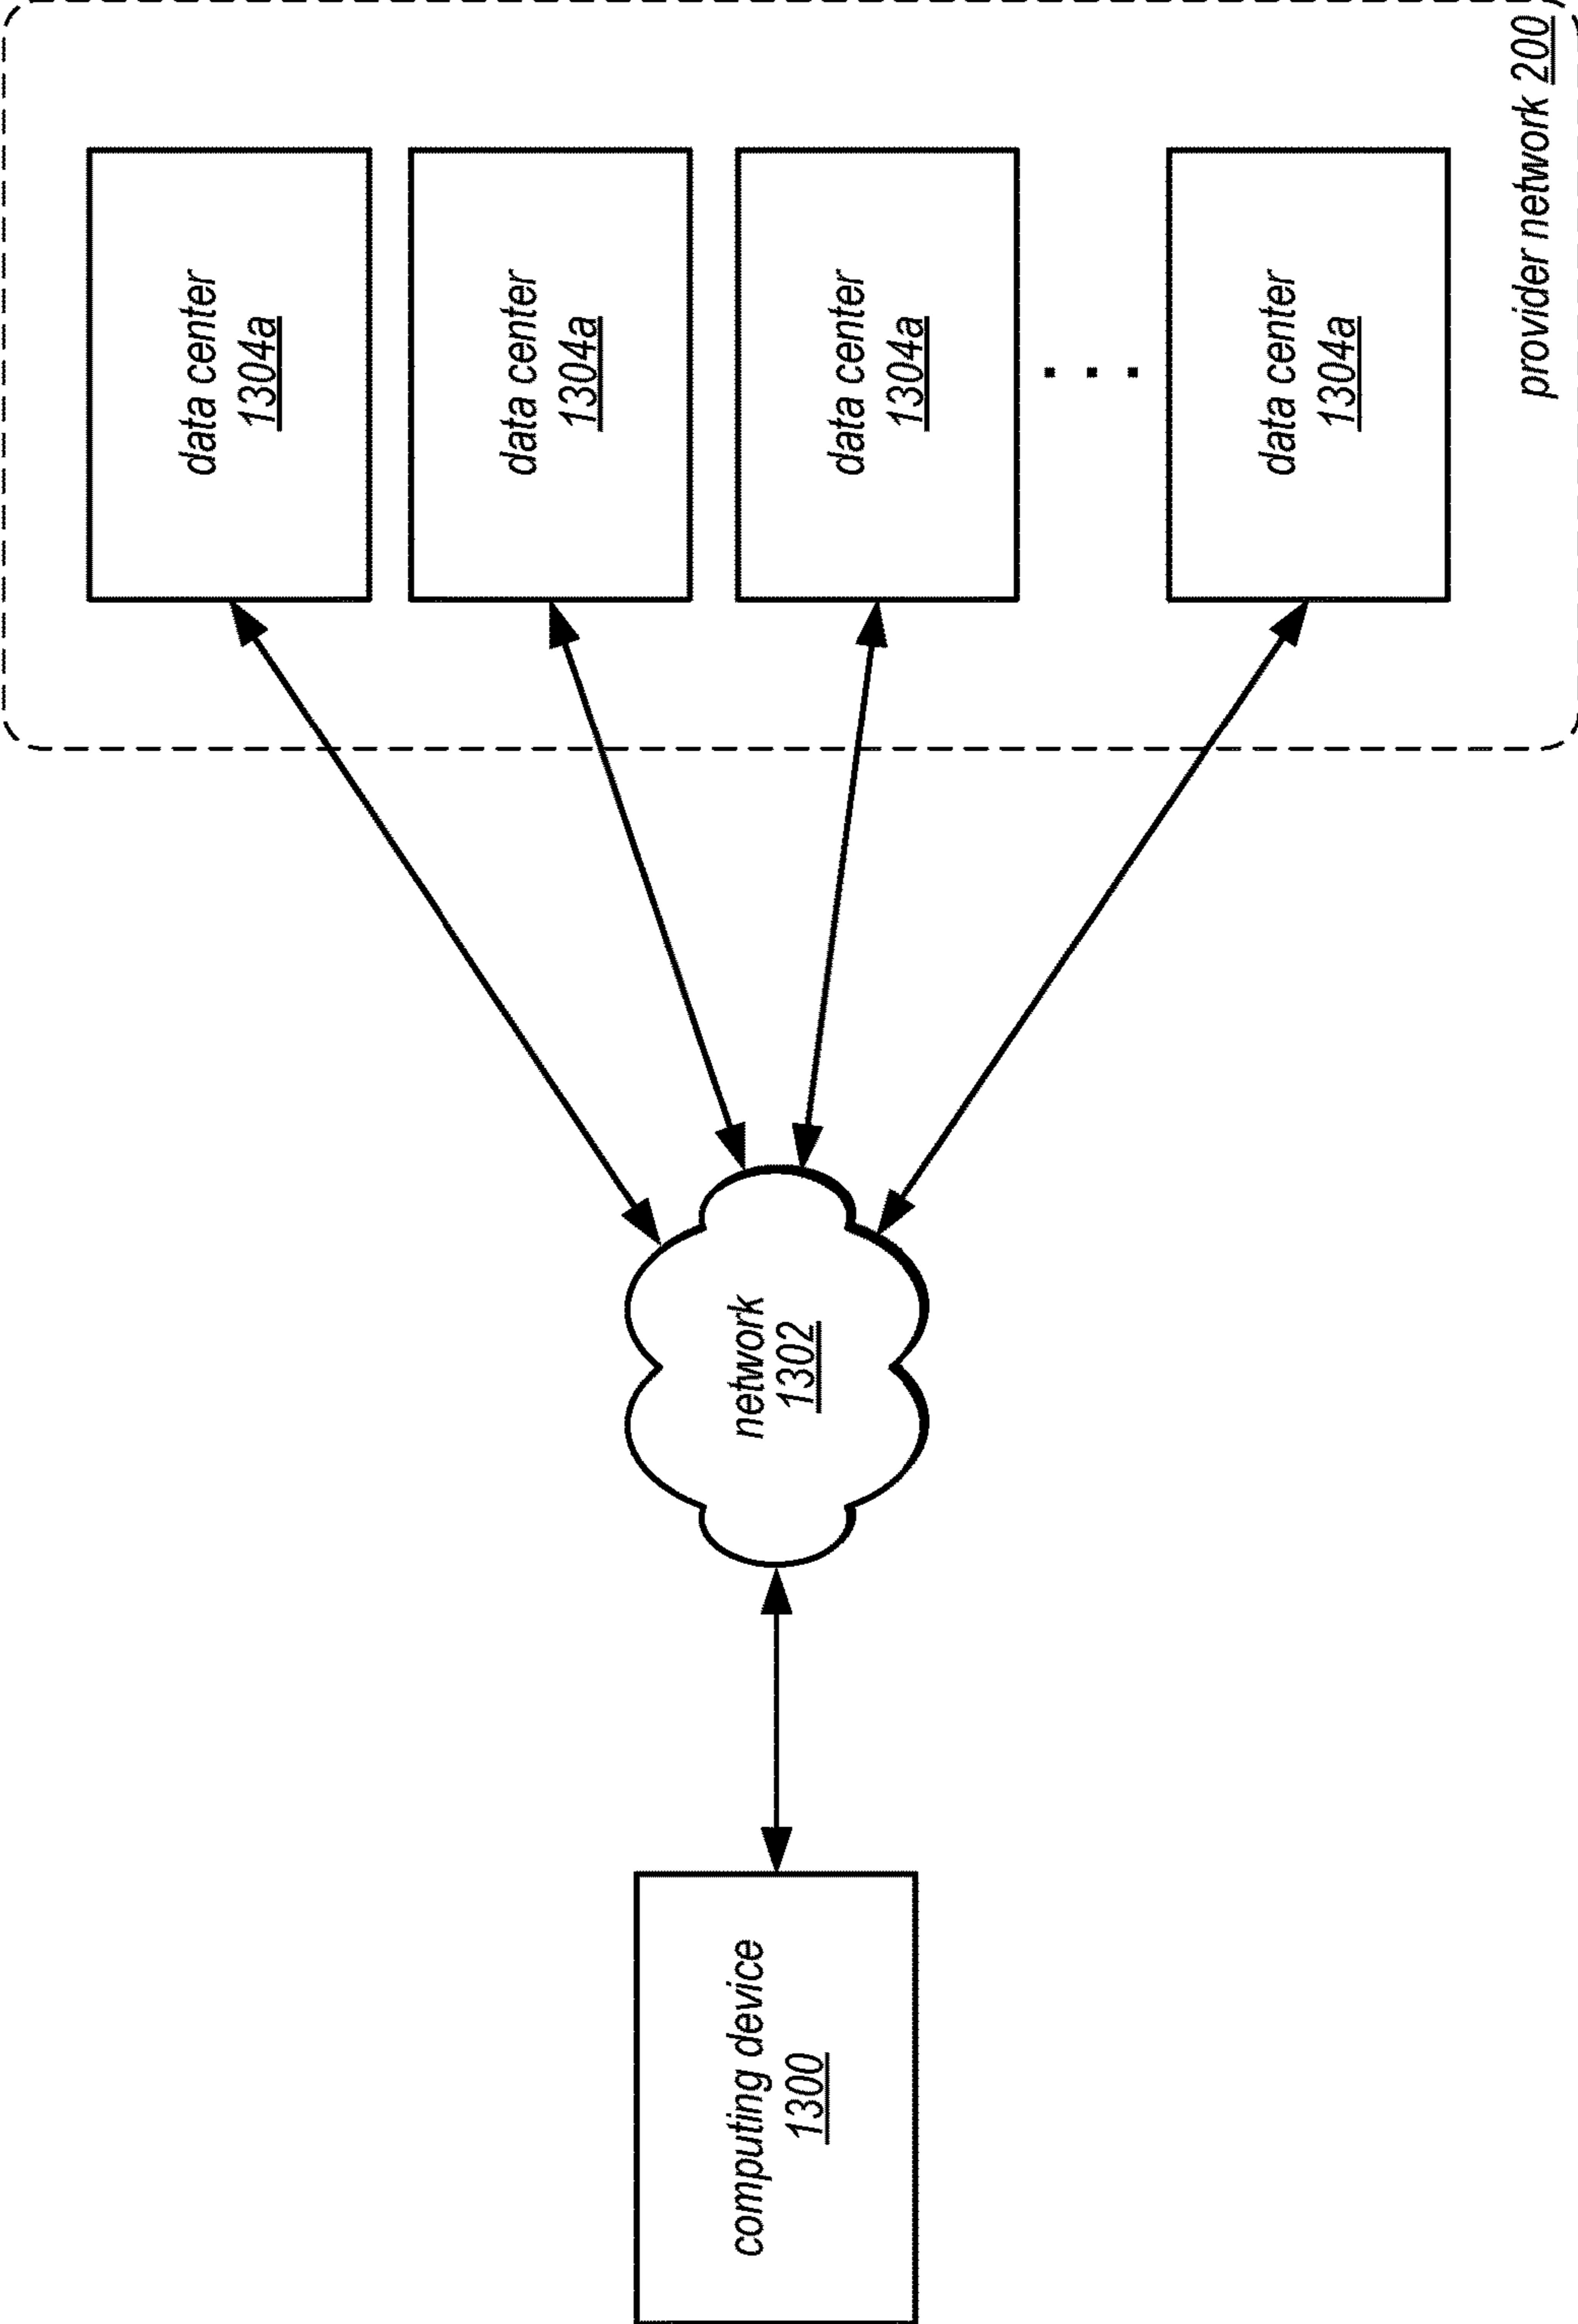 computing device
1300
network
1302
data center
1304a
data center
1304a
data center
1304a
. . .
data center
1304a
provider network 200